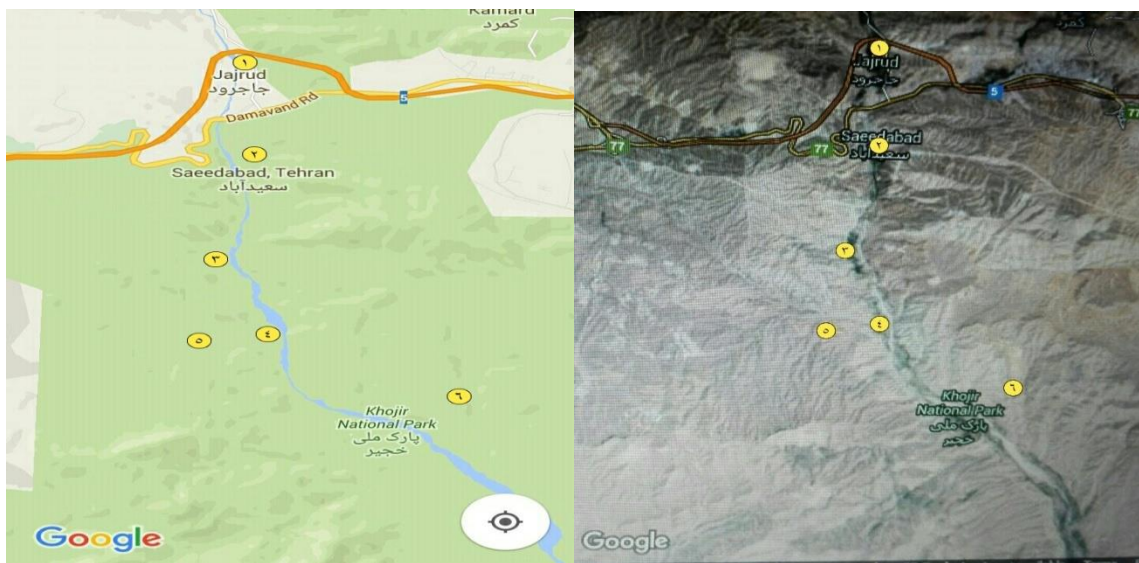 Kamard
کمرد
۱
Jajrud
جاجرود
5
Damavand Rd
۲
Saeedabad, Tehran
سعیدآباد
۳
۴
۵
۶
Khojir
National Park
پارک ملی
خجیر
Google
کمرد
۱
Jajrud
جاجرود
5
77
Saeedabad
۲
سعیدآباد
77
77
۳
۴
۵
۶
Khojir
National Park
پارک ملی
خجیر
Google